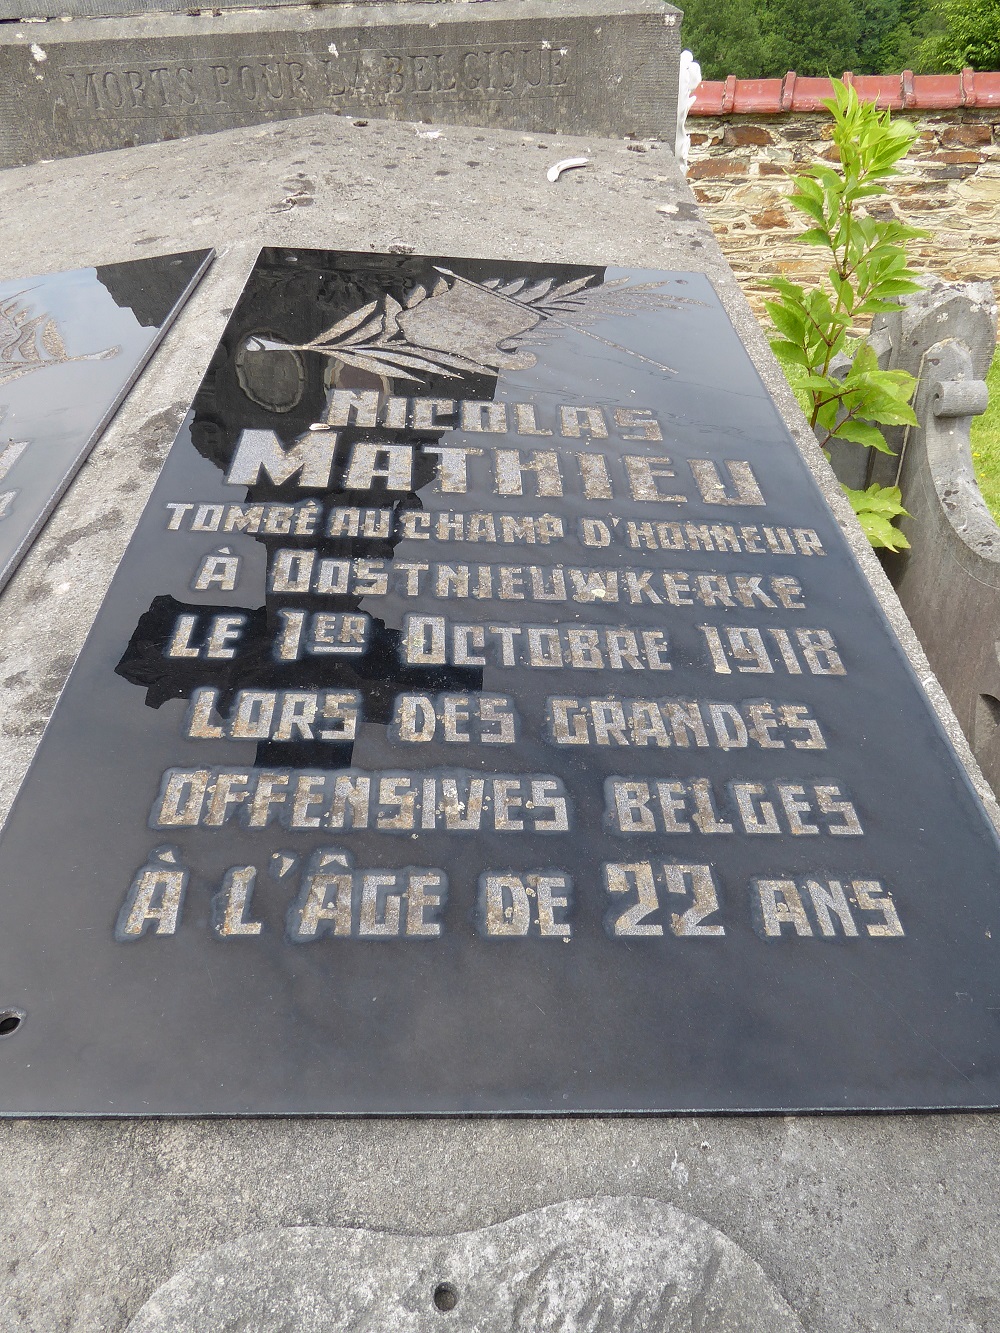 MORTS POUR LA BELGIQUE
NICOLAS
MATHIEU
TOMBÉ AU CHAMP D'HONNEUR
À OOSTNIEUWKERKE
LE 1ER OCTOBRE 1918
LORS DES GRANDES
OFFENSIVES BELGES
À L'ÂGE DE 22 ANS